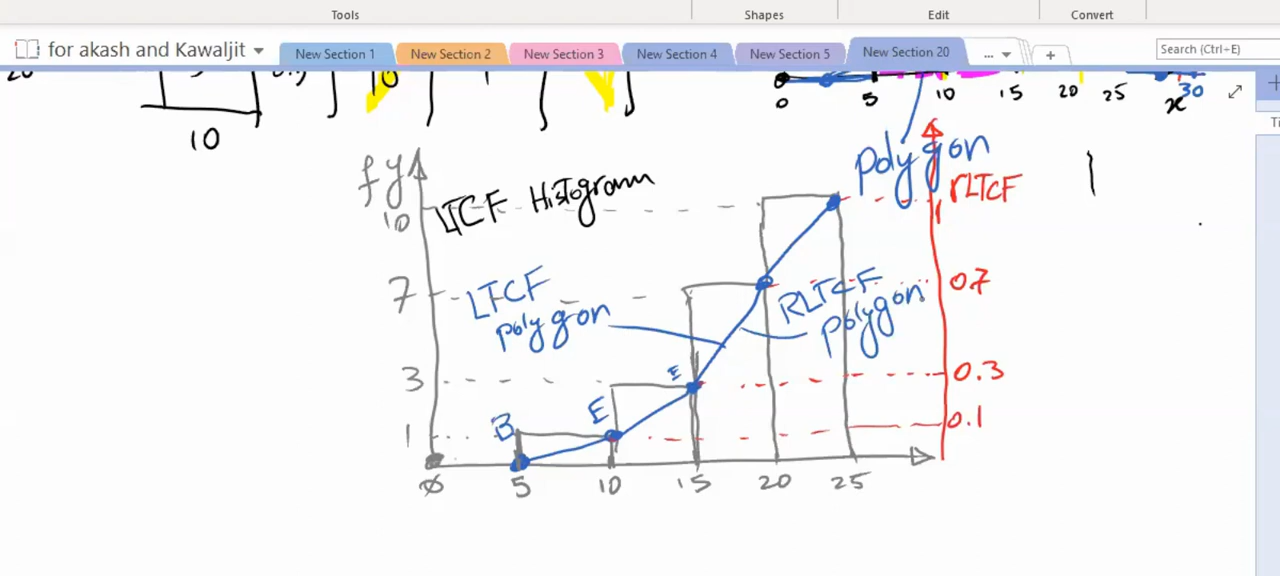 Tools Shapes Edit Convert
for akash and Kawaljit New Section 1 New Section 2 New Section 3 New Section 4 New Section 5 New Section 20 ... + Search (Ctrl+E)
10
10
0 5 10 15 20 25 x 30
polygon
fy
LTCF Histogram
rLTCF
10
1
7
LTCF
polygon
RLTCF
polygon
0.7
3
E
0.3
B
E
1
0.1
0 5 10 15 20 25